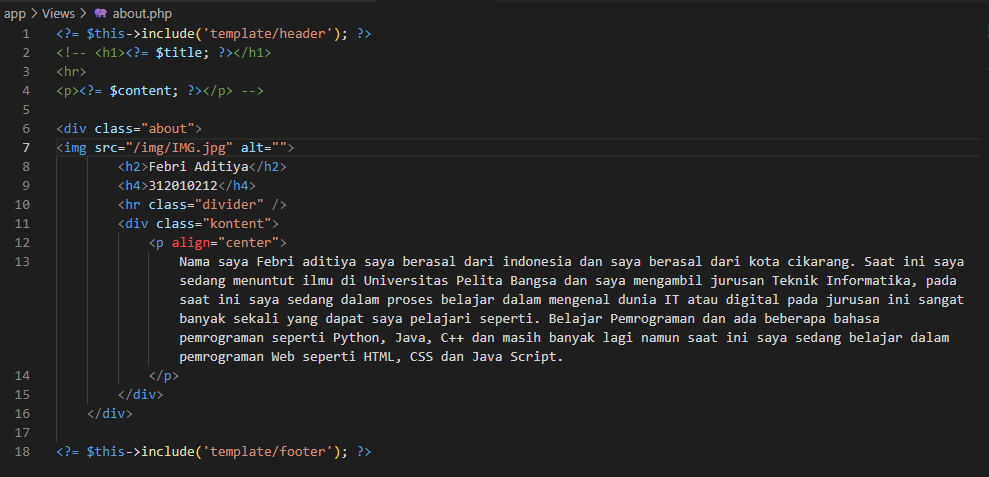 app > Views > about.php
1 <?= $this->include('template/header'); ?>
2 <!-- <h1><?= $title; ?></h1>
3 <hr>
4 <p><?= $content; ?></p> -->
5
6 <div class="about">
7 <img src="/img/IMG.jpg" alt="">
8 <h2>Febri Aditiya</h2>
9 <h4>312010212</h4>
10 <hr class="divider" />
11 <div class="kontent">
12 <p align="center">
13 Nama saya Febri aditiya saya berasal dari indonesia dan saya berasal dari kota cikarang. Saat ini saya
sedang menuntut ilmu di Universitas Pelita Bangsa dan saya mengambil jurusan Teknik Informatika, pada
saat ini saya sedang dalam proses belajar dalam mengenal dunia IT atau digital pada jurusan ini sangat
banyak sekali yang dapat saya pelajari seperti. Belajar Pemrograman dan ada beberapa bahasa
pemrograman seperti Python, Java, C++ dan masih banyak lagi namun saat ini saya sedang belajar dalam
pemrograman Web seperti HTML, CSS dan Java Script.
14 </p>
15 </div>
16 </div>
17
18 <?= $this->include('template/footer'); ?>